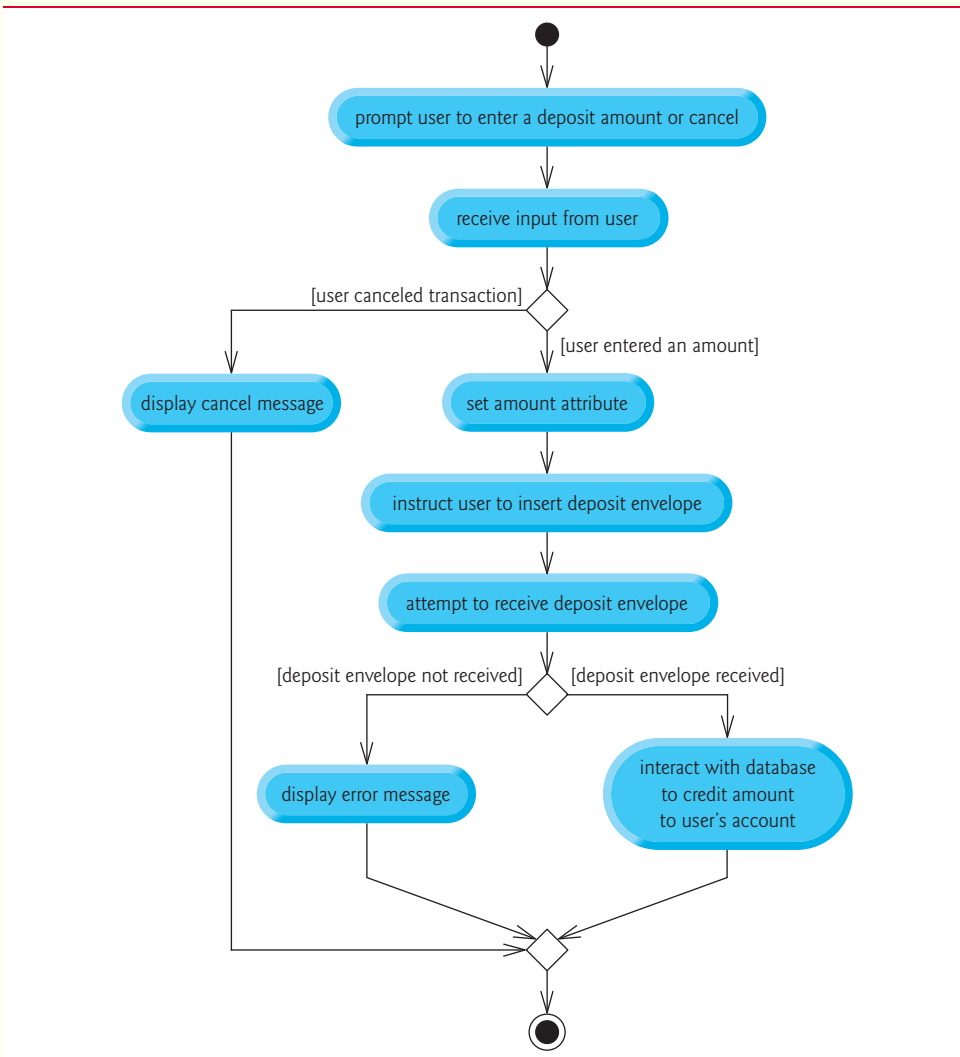 prompt user to enter a deposit amount or cancel
receive input from user
[user canceled transaction]
[user entered an amount]
display cancel message
set amount attribute
instruct user to insert deposit envelope
attempt to receive deposit envelope
[deposit envelope not received]
[deposit envelope received]
display error message
interact with database
to credit amount
to user's account